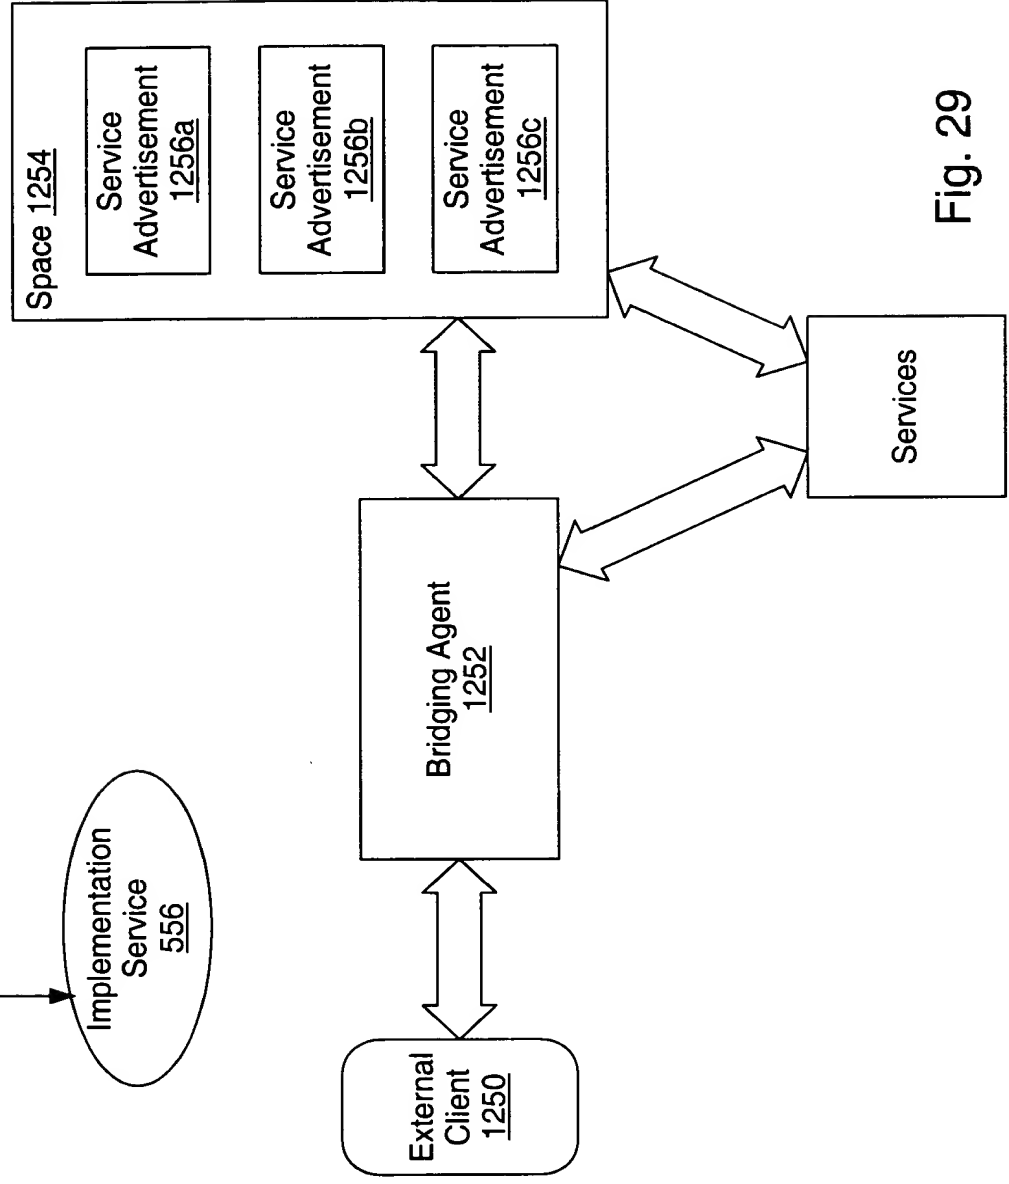 Implementation
Service
556
External
Client
1250
Bridging Agent
1252
Space 1254
Service
Advertisement
1256a
Service
Advertisement
1256b
Service
Advertisement
1256c
Services
Fig. 29